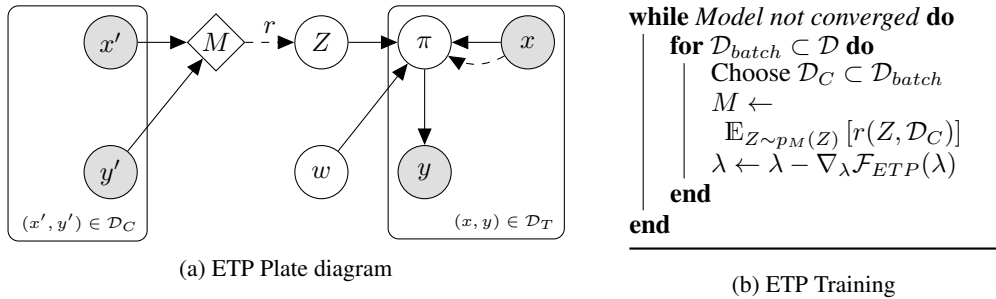 x′ M r Z π x
y′ w y
(x′, y′) ∈ D_C
(x, y) ∈ D_T
(a) ETP Plate diagram
while Model not converged do
for D_batch ⊂ D do
Choose D_C ⊂ D_batch
M ←
𝔼_{Z∼p_M(Z)} [r(Z, D_C)]
λ ← λ − ∇_λ F_ETP(λ)
end
end
(b) ETP Training